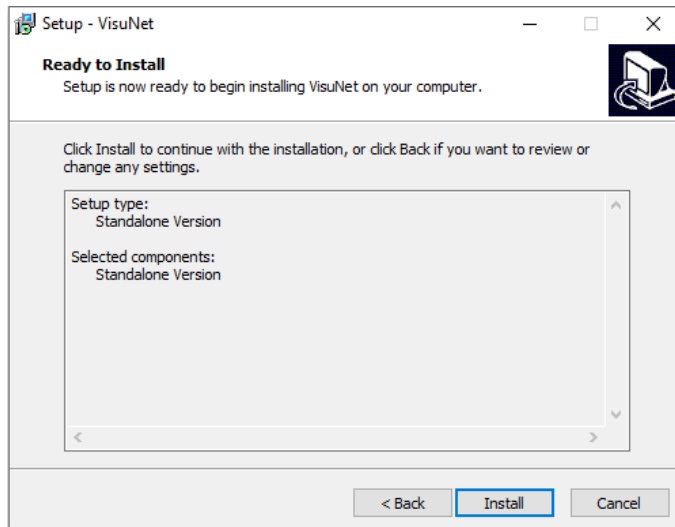 Setup - VisuNet
Ready to Install
Setup is now ready to begin installing VisuNet on your computer.
Click Install to continue with the installation, or click Back if you want to review or
change any settings.
Setup type:
Standalone Version
Selected components:
Standalone Version
< Back
Install
Cancel